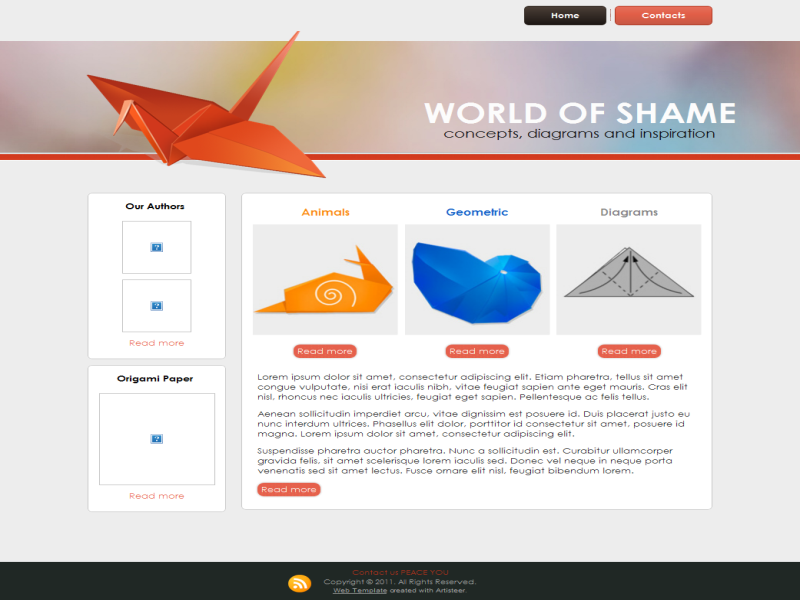 Home
Contacts
WORLD OF SHAME
concepts, diagrams and inspiration
Our Authors
Read more
Origami Paper
Read more
Animals
Geometric
Diagrams
Read more
Read more
Read more
Lorem ipsum dolor sit amet, consectetur adipiscing elit. Etiam pharetra, tellus sit amet
congue vulputate, nisi erat iaculis nibh, vitae feugiat sapien ante eget mauris. Cras elit
nisl, rhoncus nec iaculis ultricies, feugiat eget sapien. Pellentesque ac felis tellus.
Aenean sollicitudin imperdiet arcu, vitae dignissim est posuere id. Duis placerat justo eu
nunc interdum ultrices. Phasellus elit dolor, porttitor id consectetur sit amet, posuere id
magna. Lorem ipsum dolor sit amet, consectetur adipiscing elit.
Suspendisse pharetra auctor pharetra. Nunc a sollicitudin est. Curabitur ullamcorper
gravida felis, sit amet scelerisque lorem iaculis sed. Donec vel neque in neque porta
venenatis sed sit amet lectus. Fusce ornare elit nisl, feugiat bibendum lorem.
Read more
Contact us PEACE YOU
Copyright © 2011. All Rights Reserved.
Web Template created with Artisteer.